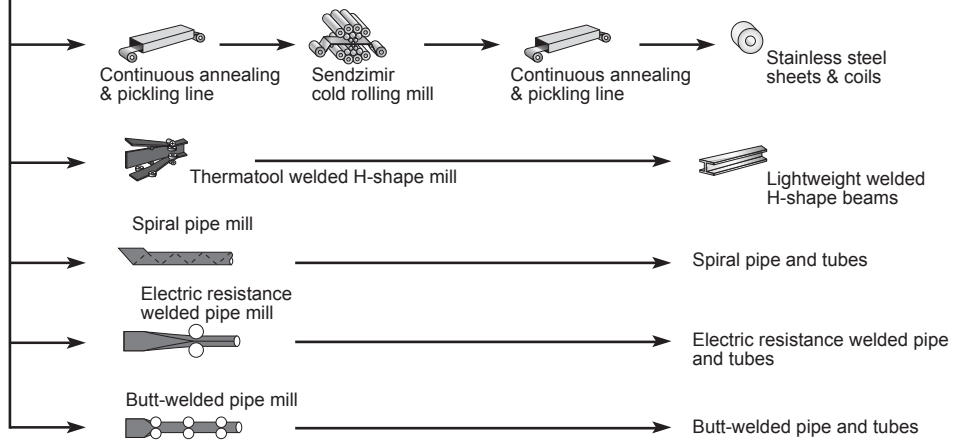 Continuous annealing
& pickling line
Sendzimir
cold rolling mill
Continuous annealing
& pickling line
Stainless steel
sheets & coils
Thermatool welded H-shape mill
Lightweight welded
H-shape beams
Spiral pipe mill
Spiral pipe and tubes
Electric resistance
welded pipe mill
Electric resistance welded pipe
and tubes
Butt-welded pipe mill
Butt-welded pipe and tubes